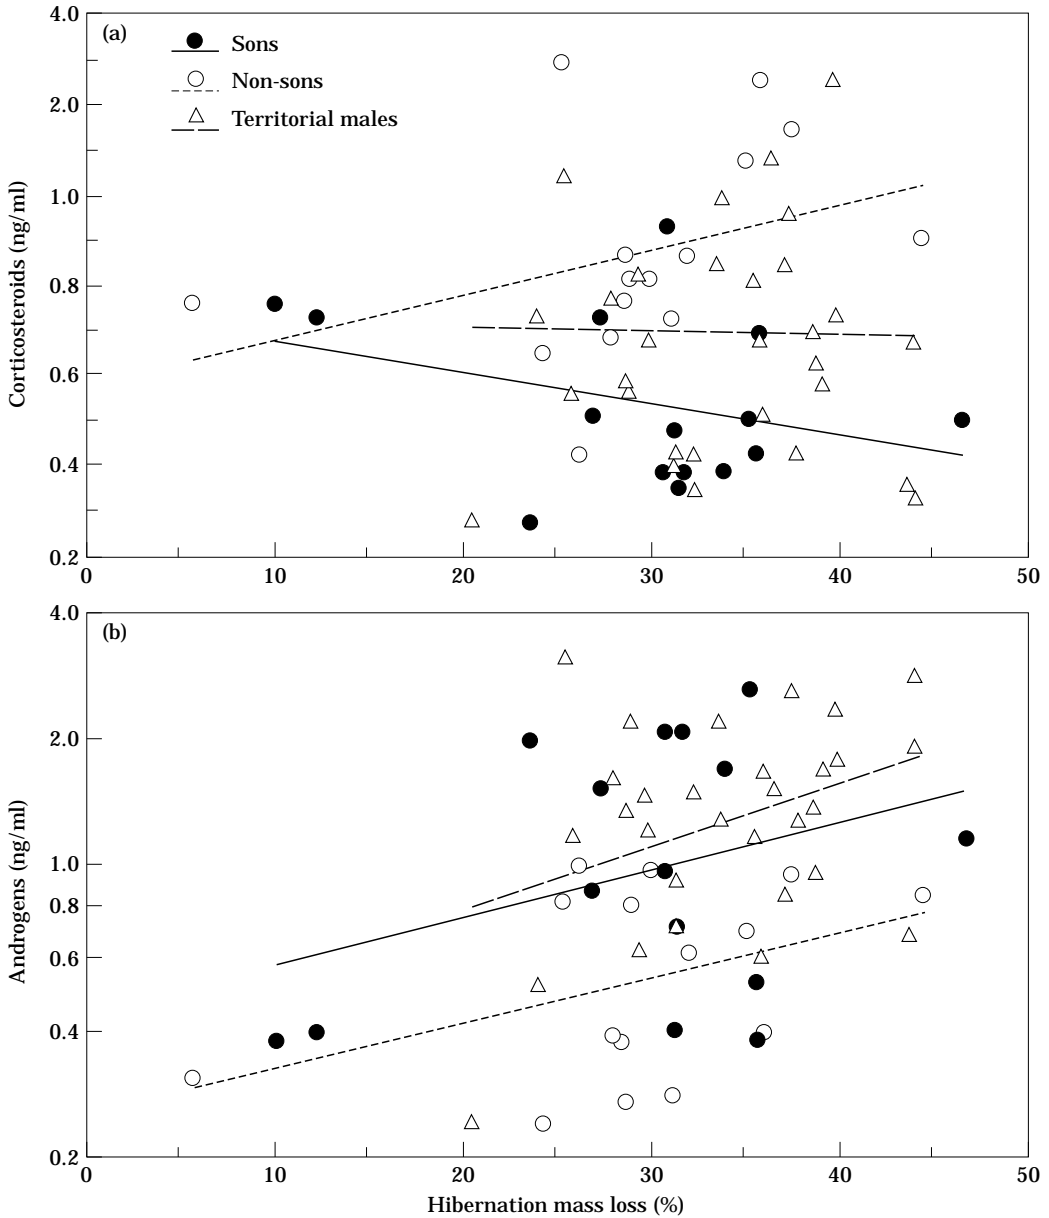 4.0
(a)
Sons
Non-sons
Territorial males
2.0
1.0
0.8
0.6
0.4
0.2
Corticosteroids (ng/ml)
0 10 20 30 40 50
4.0
(b)
2.0
1.0
0.8
0.6
0.4
0.2
Androgens (ng/ml)
0 10 20 30 40 50
Hibernation mass loss (%)